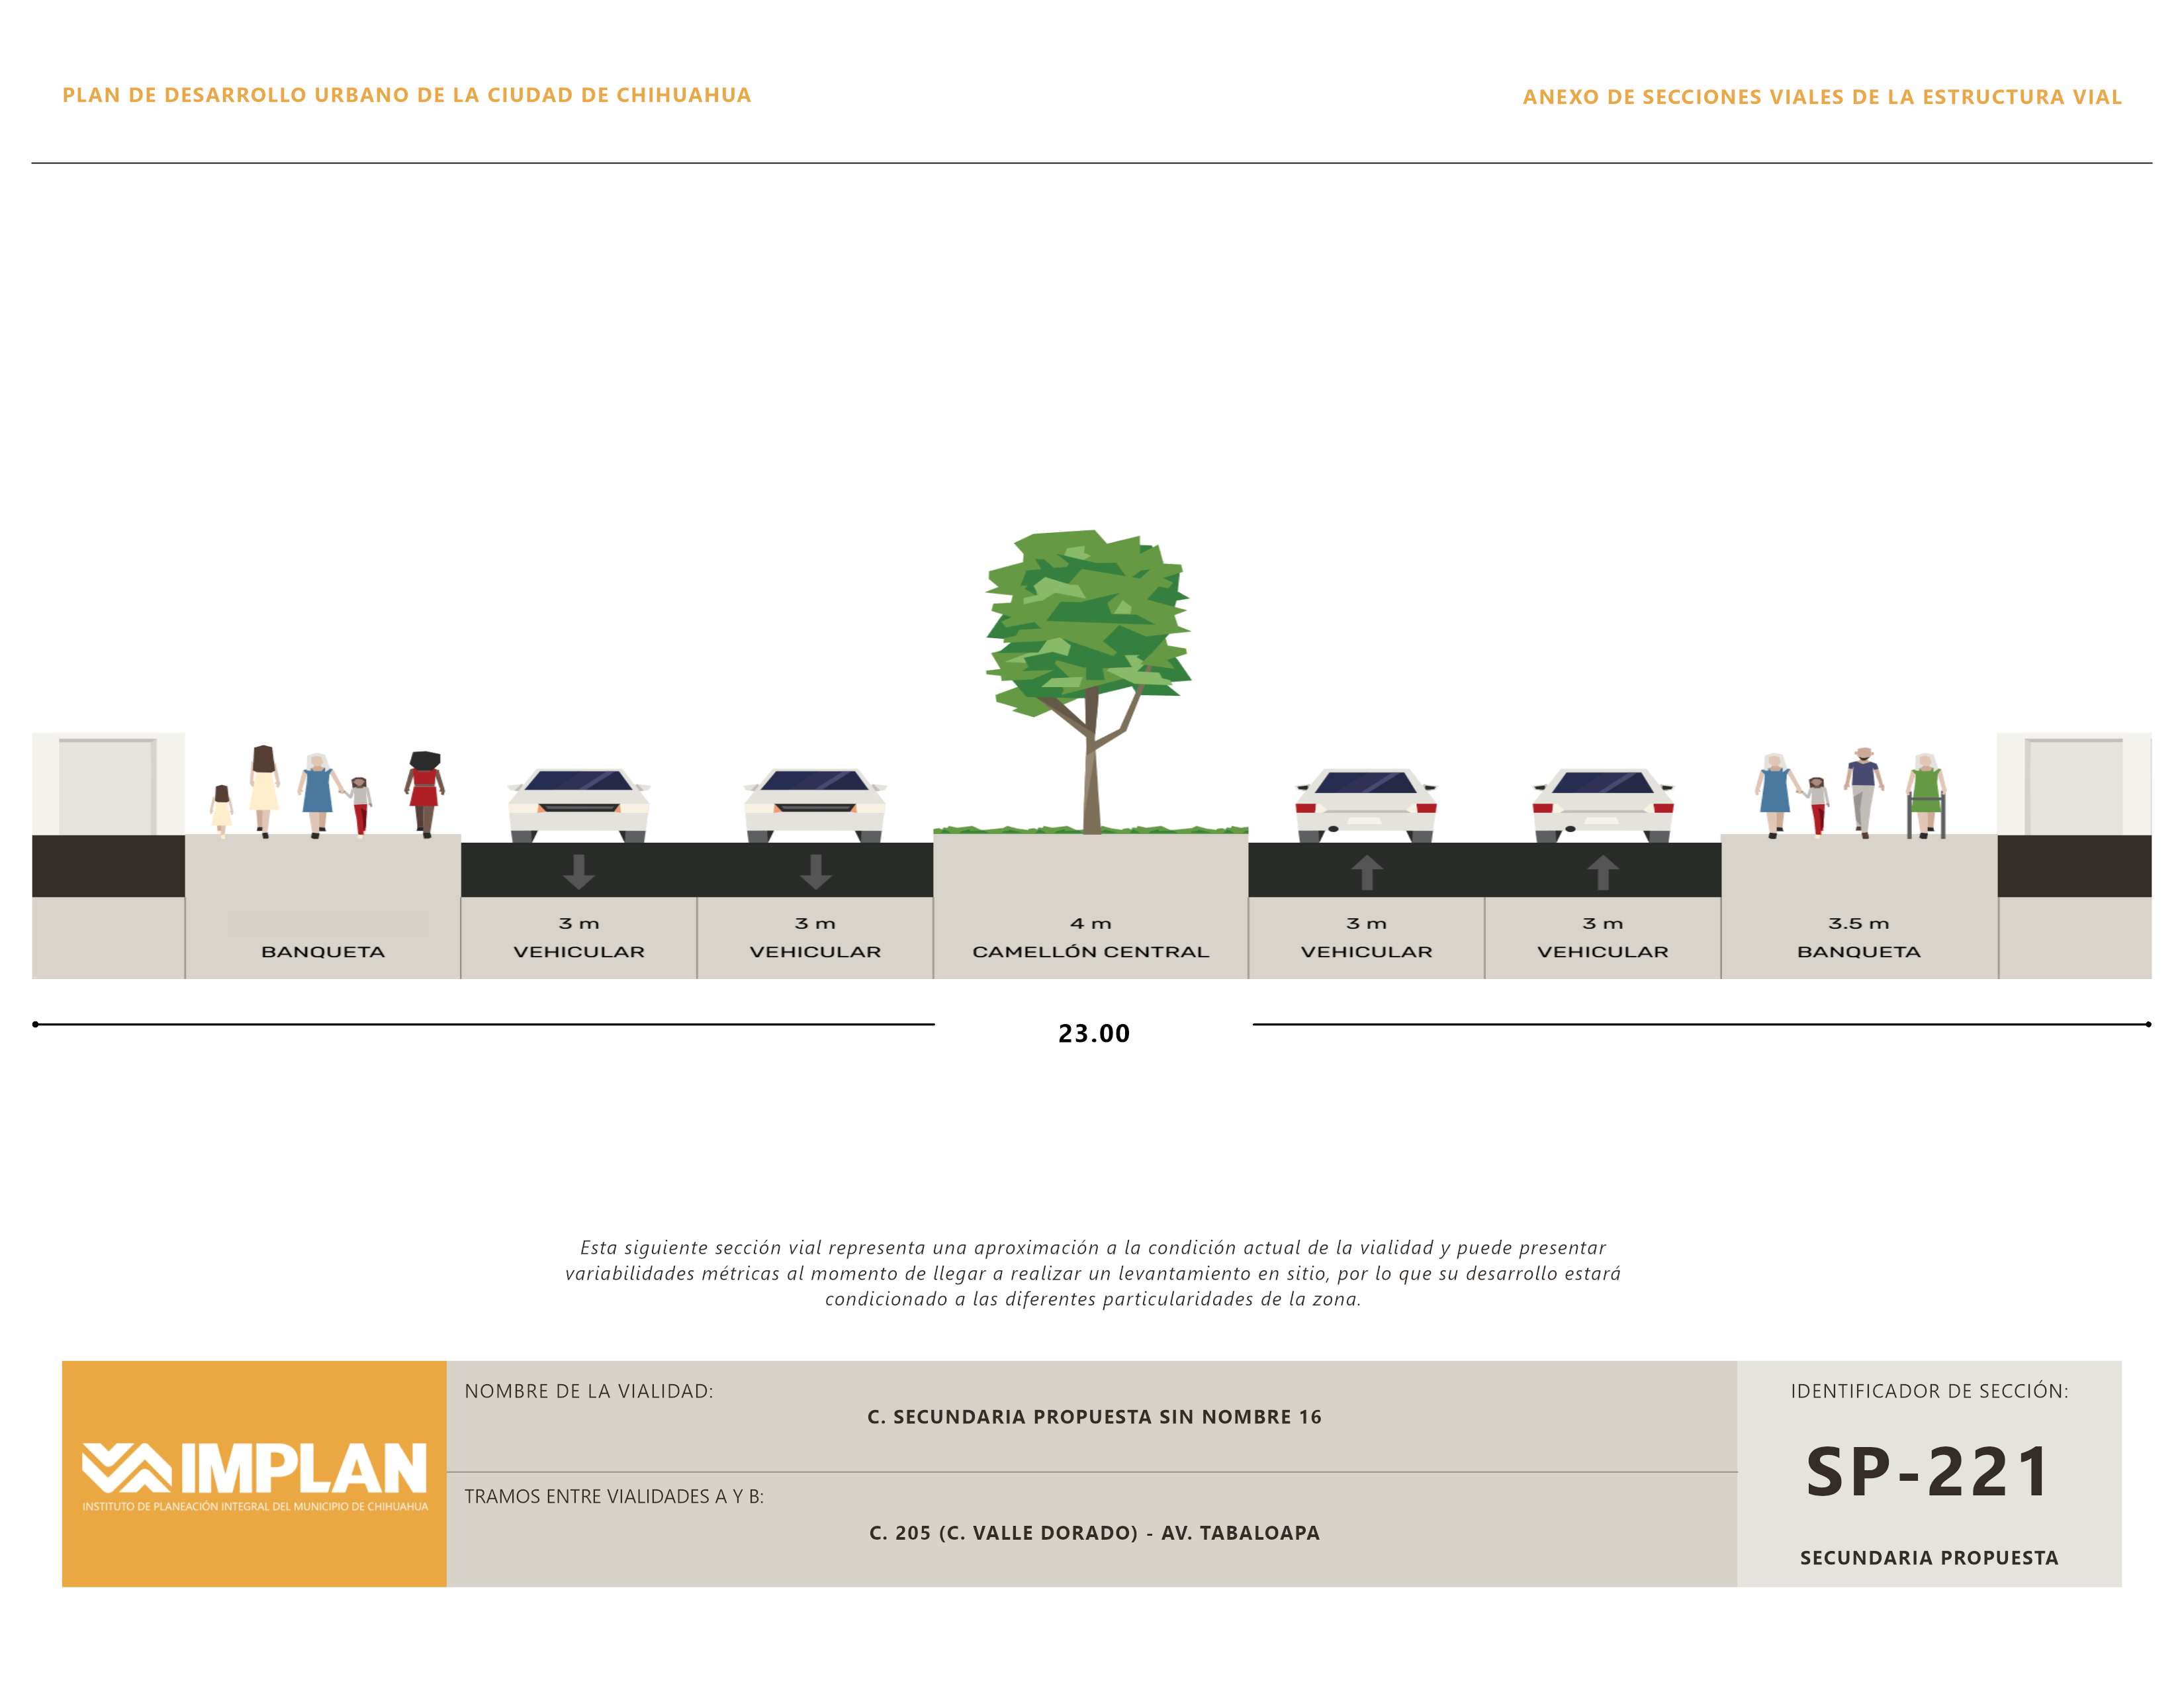 PLAN DE DESARROLLO URBANO DE LA CIUDAD DE CHIHUAHUA
ANEXO DE SECCIONES VIALES DE LA ESTRUCTURA VIAL
BANQUETA
3 m
VEHICULAR
3 m
VEHICULAR
4 m
CAMELLÓN CENTRAL
3 m
VEHICULAR
3 m
VEHICULAR
3.5 m
BANQUETA
23.00
Esta siguiente sección vial representa una aproximación a la condición actual de la vialidad y puede presentar
variabilidades métricas al momento de llegar a realizar un levantamiento en sitio, por lo que su desarrollo estará
condicionado a las diferentes particularidades de la zona.
IMPLAN
INSTITUTO DE PLANEACIÓN INTEGRAL DEL MUNICIPIO DE CHIHUAHUA
NOMBRE DE LA VIALIDAD:
C. SECUNDARIA PROPUESTA SIN NOMBRE 16
TRAMOS ENTRE VIALIDADES A Y B:
C. 205 (C. VALLE DORADO) - AV. TABALOAPA
IDENTIFICADOR DE SECCIÓN:
SP-221
SECUNDARIA PROPUESTA